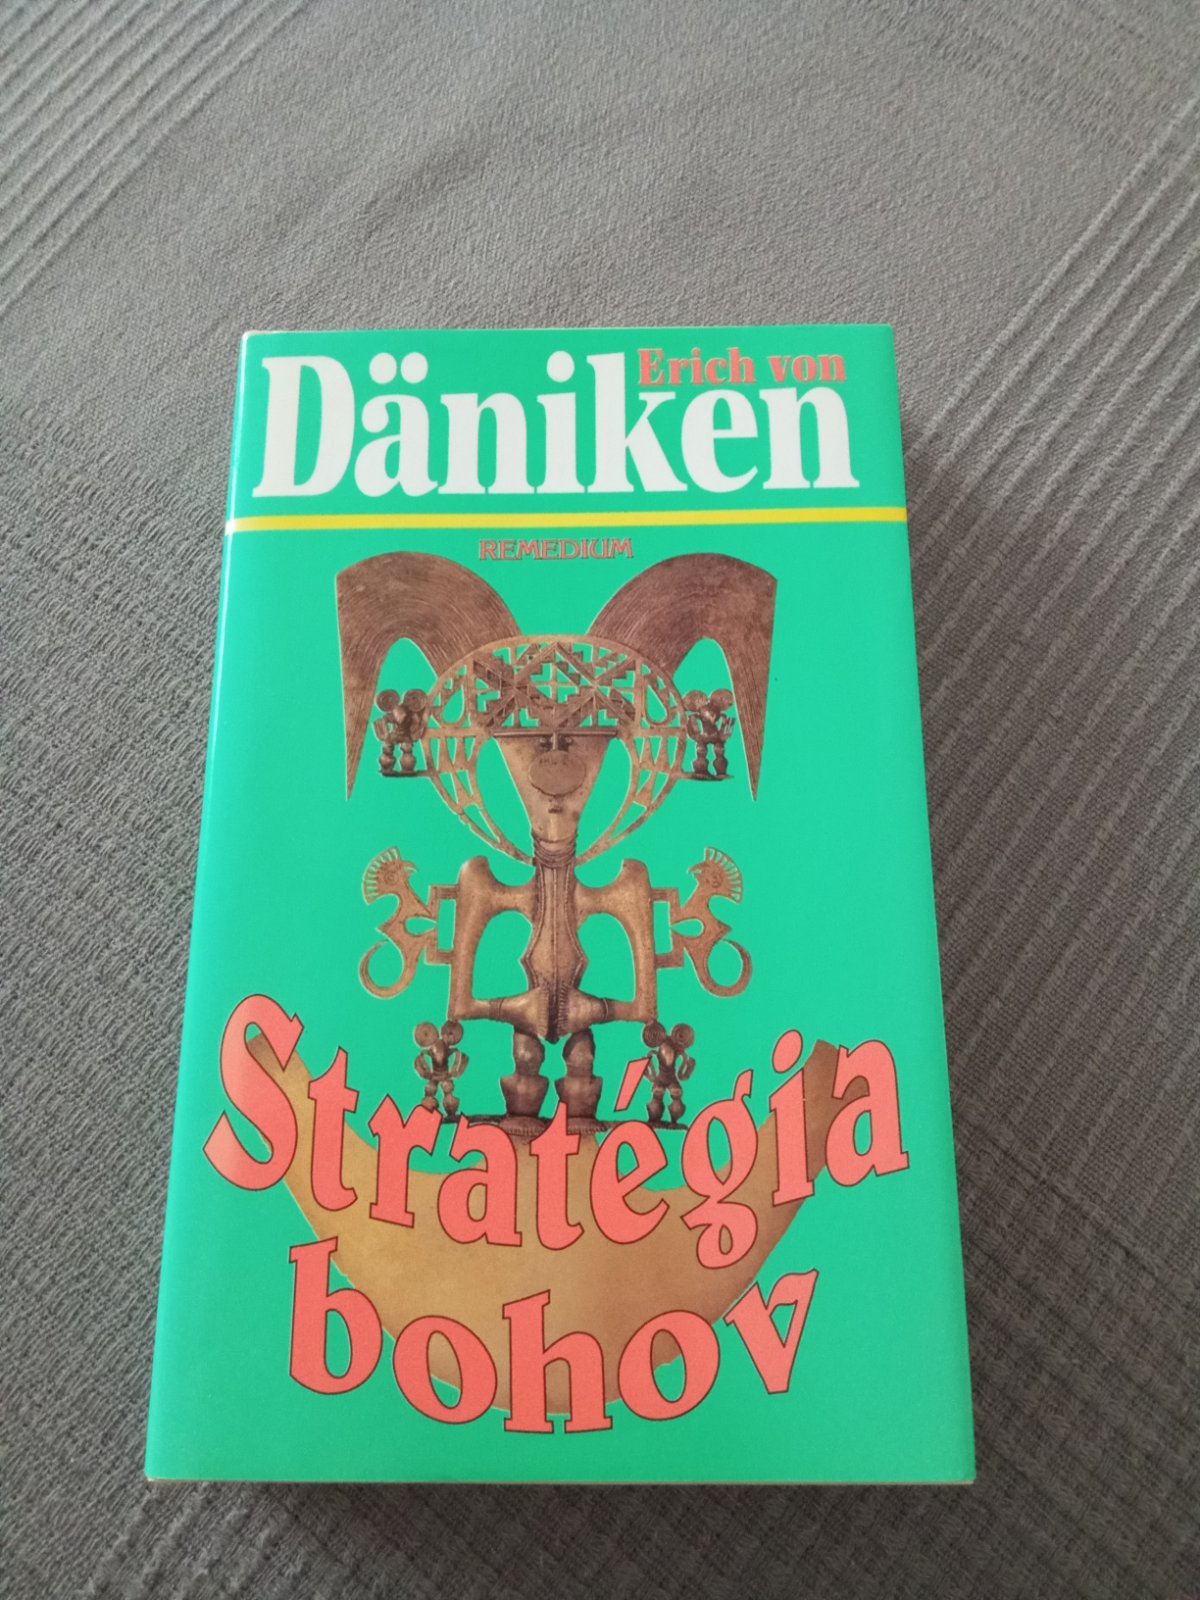 Erich von
Däniken
REMEDIUM
Stratégia
bohov